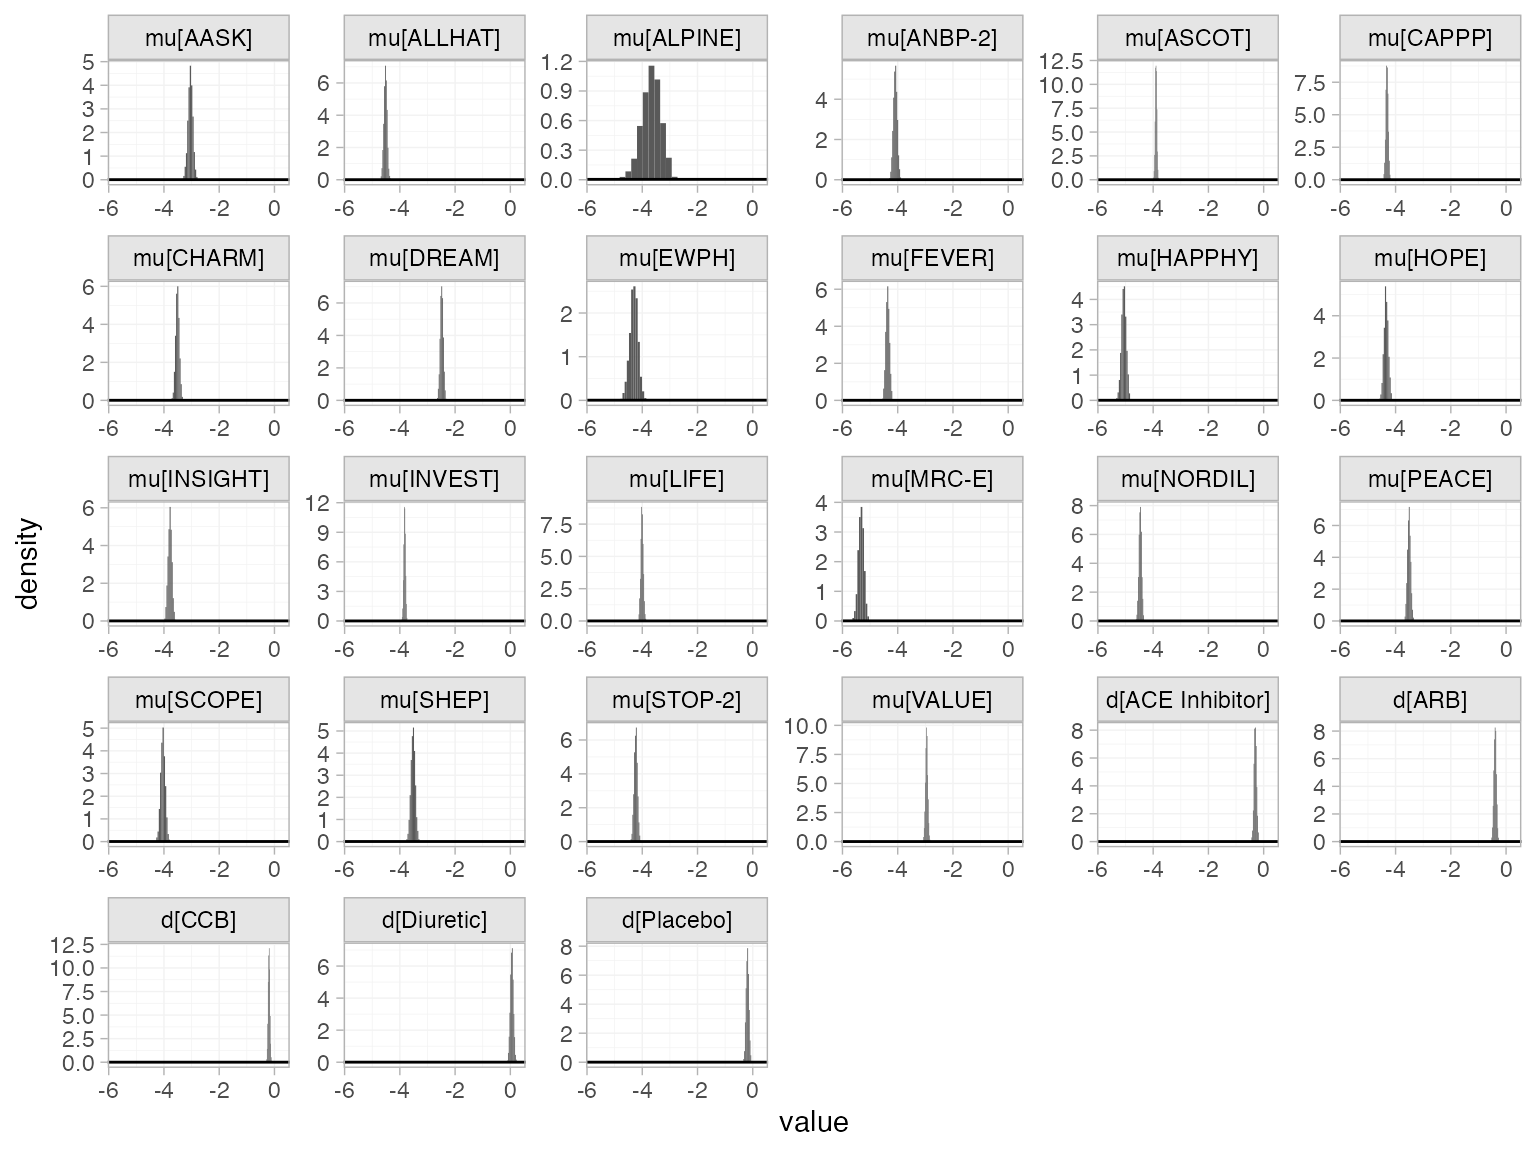 mu[AASK] mu[ALLHAT] mu[ALPINE] mu[ANBP-2] mu[ASCOT] mu[CAPPP]
5 4 3 2 1 0
6 4 2 0
1.2 0.9 0.6 0.3 0.0
4 2 0
12.5 10.0 7.5 5.0 2.5 0.0
7.5 5.0 2.5 0.0
-6 -4 -2 0 -6 -4 -2 0 -6 -4 -2 0 -6 -4 -2 0 -6 -4 -2 0 -6 -4 -2 0
mu[CHARM] mu[DREAM] mu[EWPH] mu[FEVER] mu[HAPPHY] mu[HOPE]
6 4 2 0
6 4 2 0
2 1 0
6 4 2 0
4 3 2 1 0
4 2 0
-6 -4 -2 0 -6 -4 -2 0 -6 -4 -2 0 -6 -4 -2 0 -6 -4 -2 0 -6 -4 -2 0
mu[INSIGHT] mu[INVEST] mu[LIFE] mu[MRC-E] mu[NORDIL] mu[PEACE]
6 4 2 0
12 9 6 3 0
7.5 5.0 2.5 0.0
4 3 2 1 0
8 6 4 2 0
6 4 2 0
-6 -4 -2 0 -6 -4 -2 0 -6 -4 -2 0 -6 -4 -2 0 -6 -4 -2 0 -6 -4 -2 0
density
mu[SCOPE] mu[SHEP] mu[STOP-2] mu[VALUE] d[ACE Inhibitor] d[ARB]
5 4 3 2 1 0
5 4 3 2 1 0
6 4 2 0
10.0 7.5 5.0 2.5 0.0
8 6 4 2 0
8 6 4 2 0
-6 -4 -2 0 -6 -4 -2 0 -6 -4 -2 0 -6 -4 -2 0 -6 -4 -2 0 -6 -4 -2 0
d[CCB] d[Diuretic] d[Placebo]
12.5 10.0 7.5 5.0 2.5 0.0
6 4 2 0
8 6 4 2 0
-6 -4 -2 0 -6 -4 -2 0 -6 -4 -2 0
value